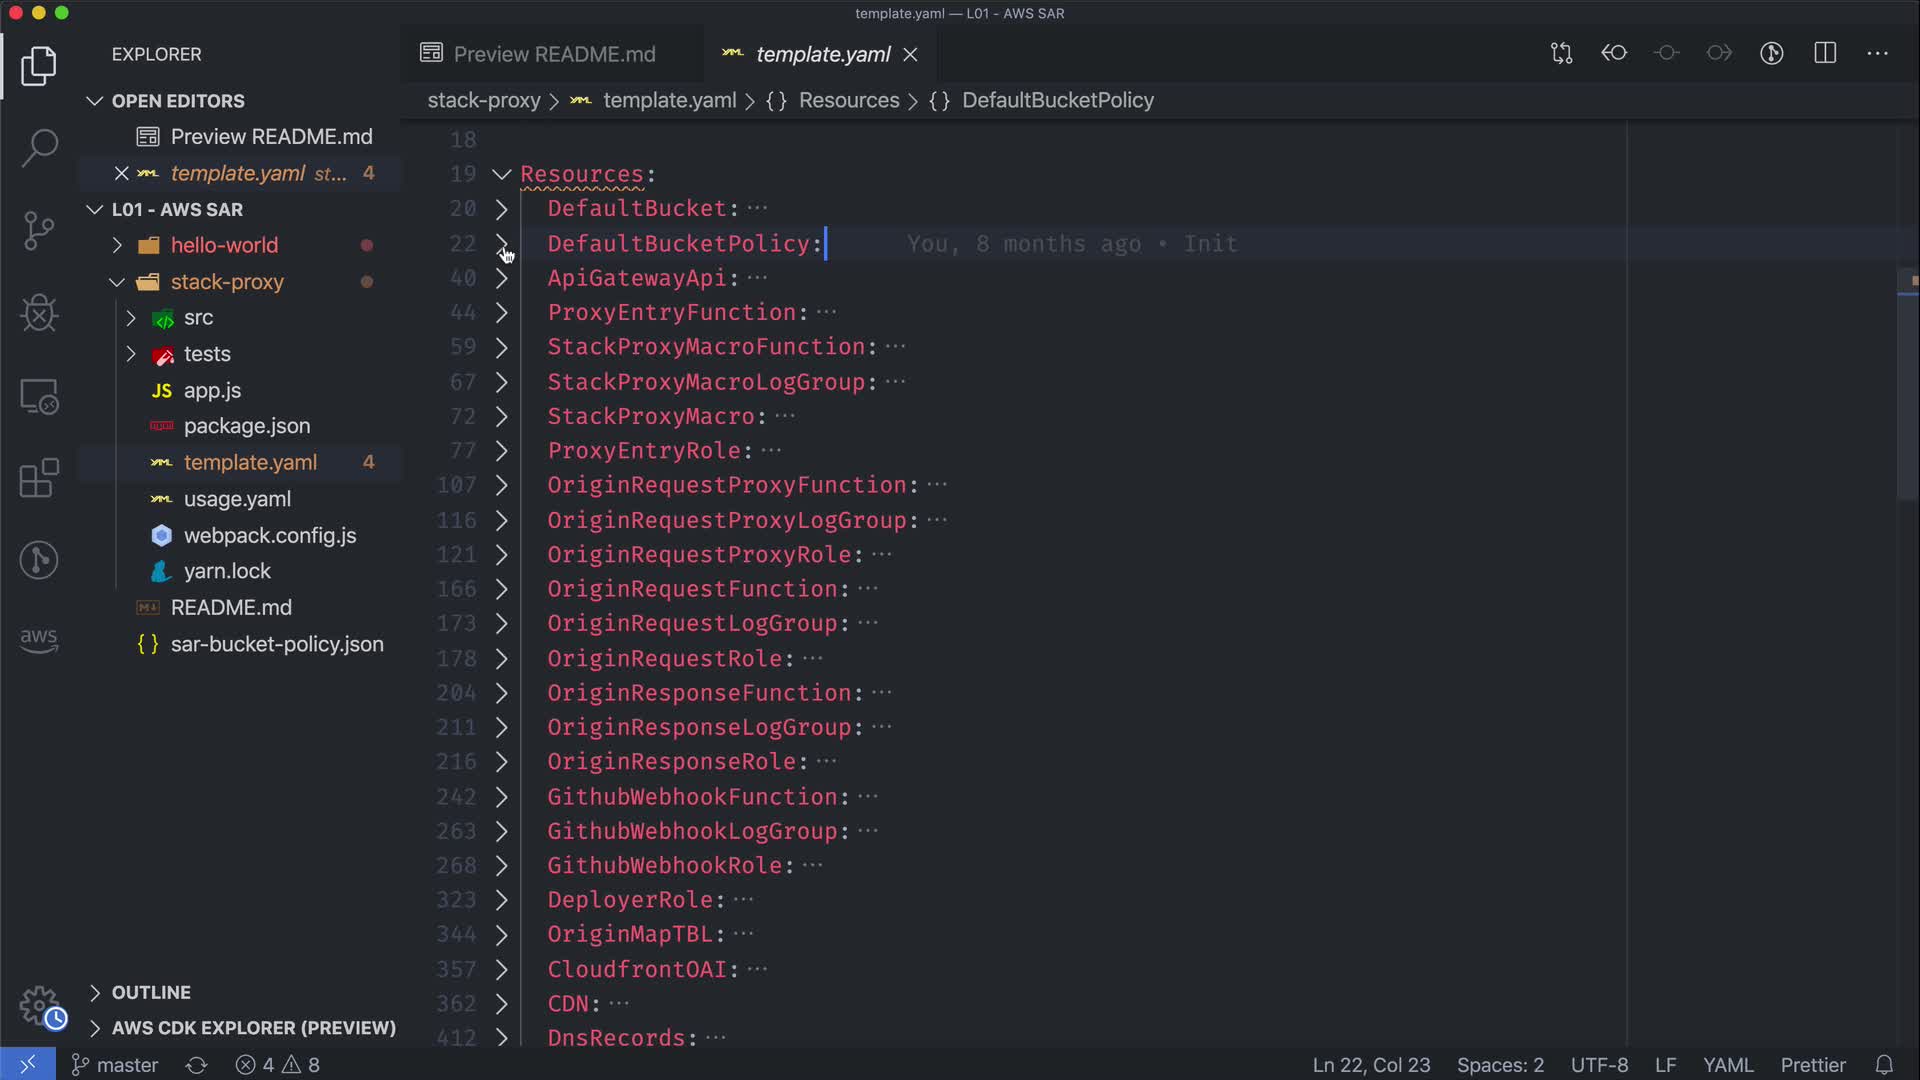 template.yaml — L01 - AWS SAR
EXPLORER
Preview README.md
template.yaml
stack-proxy > template.yaml > {} Resources > {} DefaultBucketPolicy
OPEN EDITORS
Preview README.md
template.yaml st... 4
L01 - AWS SAR
hello-world
stack-proxy
src
tests
JS app.js
package.json
template.yaml 4
usage.yaml
webpack.config.js
yarn.lock
README.md
{} sar-bucket-policy.json
aws
OUTLINE
AWS CDK EXPLORER (PREVIEW)
18
19 Resources:
20 DefaultBucket: ···
22 DefaultBucketPolicy: You, 8 months ago • Init
40 ApiGatewayApi: ···
44 ProxyEntryFunction: ···
59 StackProxyMacroFunction: ···
67 StackProxyMacroLogGroup: ···
72 StackProxyMacro: ···
77 ProxyEntryRole: ···
107 OriginRequestProxyFunction: ···
116 OriginRequestProxyLogGroup: ···
121 OriginRequestProxyRole: ···
166 OriginRequestFunction: ···
173 OriginRequestLogGroup: ···
178 OriginRequestRole: ···
204 OriginResponseFunction: ···
211 OriginResponseLogGroup: ···
216 OriginResponseRole: ···
242 GithubWebhookFunction: ···
263 GithubWebhookLogGroup: ···
268 GithubWebhookRole: ···
323 DeployerRole: ···
344 OriginMapTBL: ···
357 CloudfrontOAI: ···
362 CDN: ···
412 DnsRecords: ···
master 4 8 Ln 22, Col 23 Spaces: 2 UTF-8 LF YAML Prettier